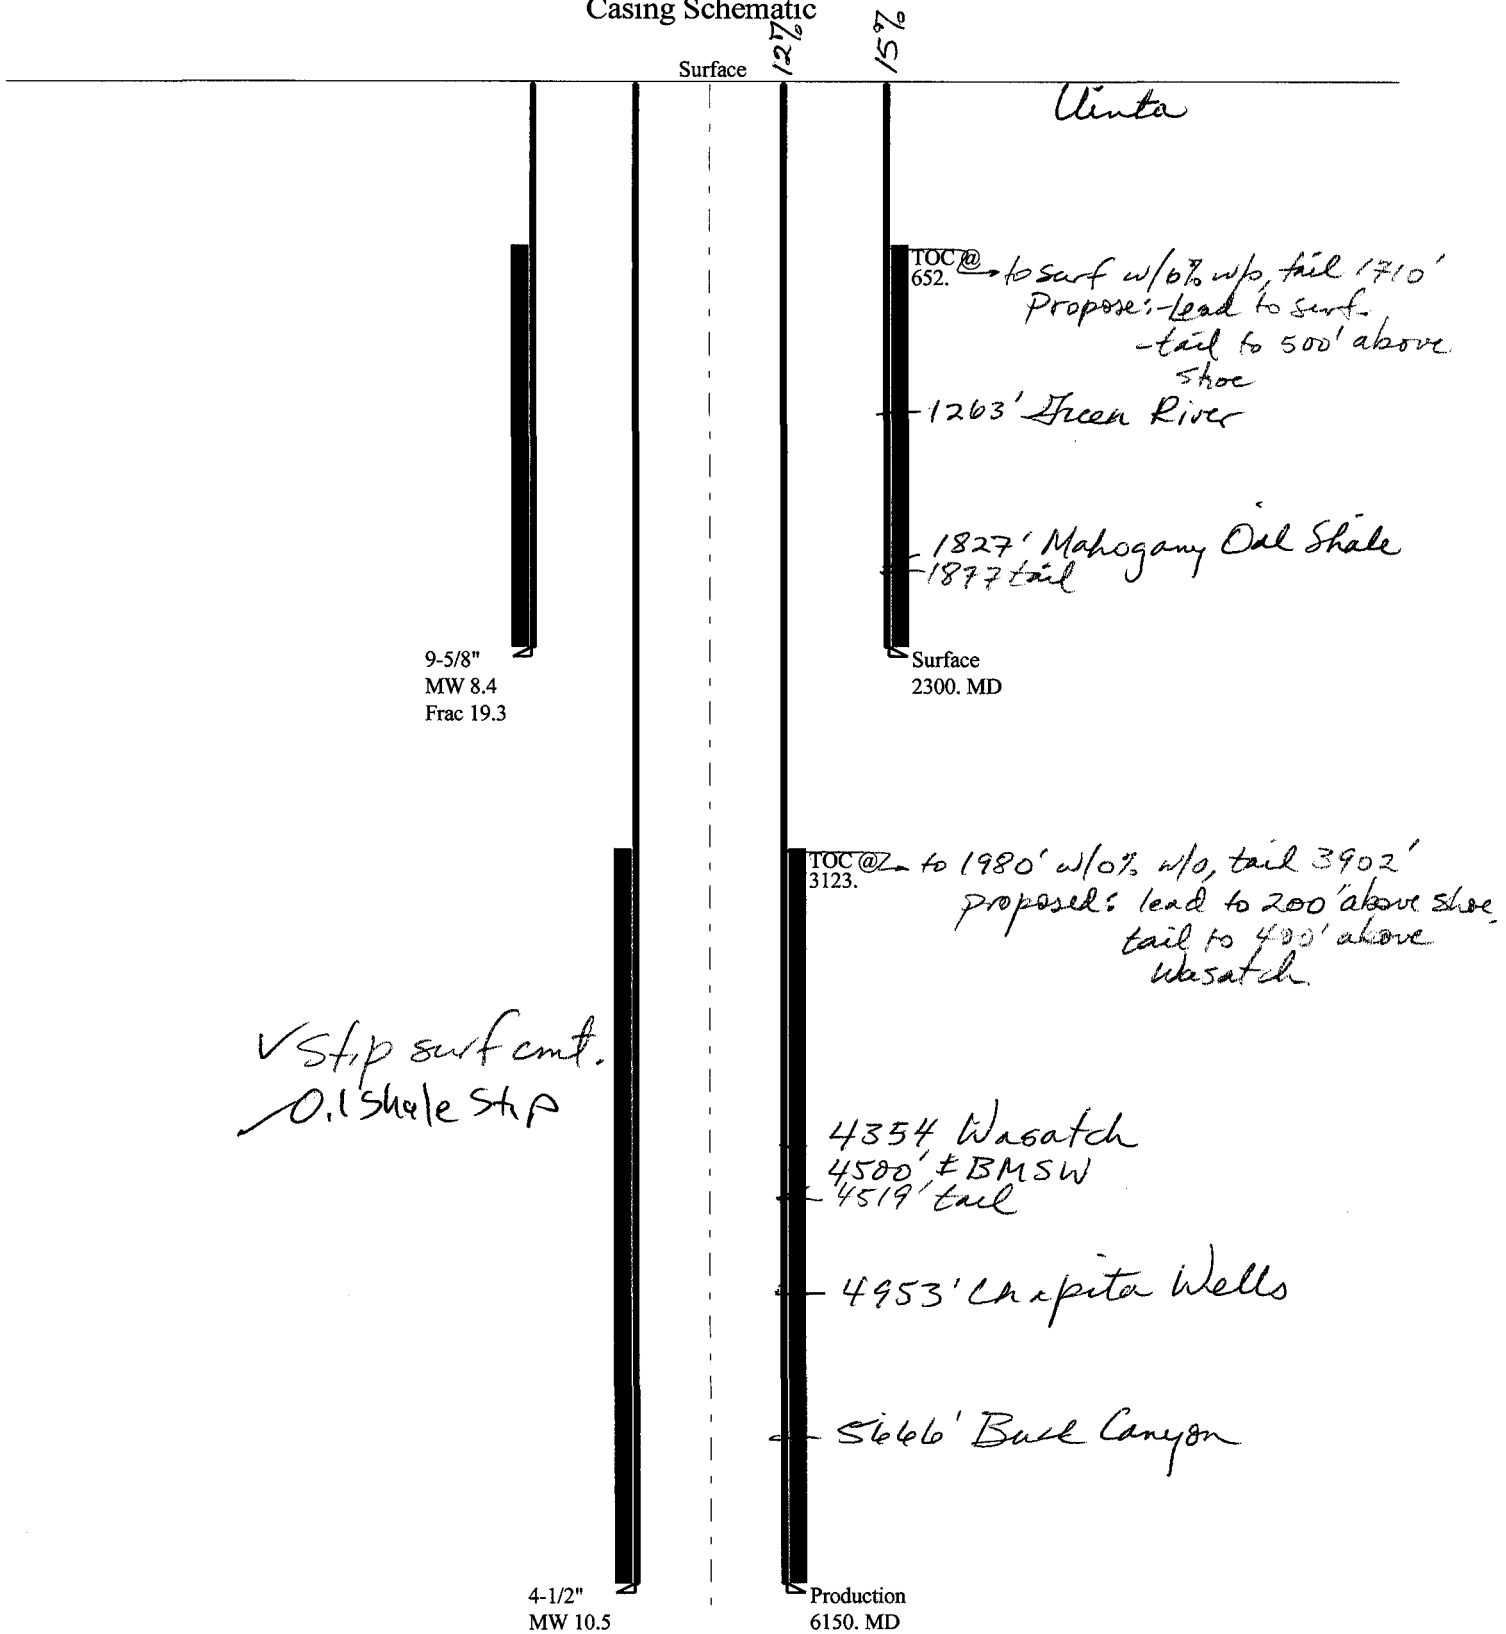 Casing Schematic
12%
15%
Surface
Uinta
TOC @
652.
to surf w/0% w/o, tail 1710'
Propose: -lead to surf.
-tail to 500' above
shoe
1263' Green River
1827' Mahogany Oil Shale
1877 tail
9-5/8"
MW 8.4
Frac 19.3
Surface
2300. MD
TOC @
3123.
to 1980' w/0% w/o, tail 3902'
proposed: lead to 200' above shoe,
tail to 400' above
Wasatch.
✓ Stip surf cmt.
Oil Shale Stip
4354 Wasatch
4500' ± BMSW
4519' tail
4953' Chapita Wells
5666' Buck Canyon
4-1/2"
MW 10.5
Production
6150. MD